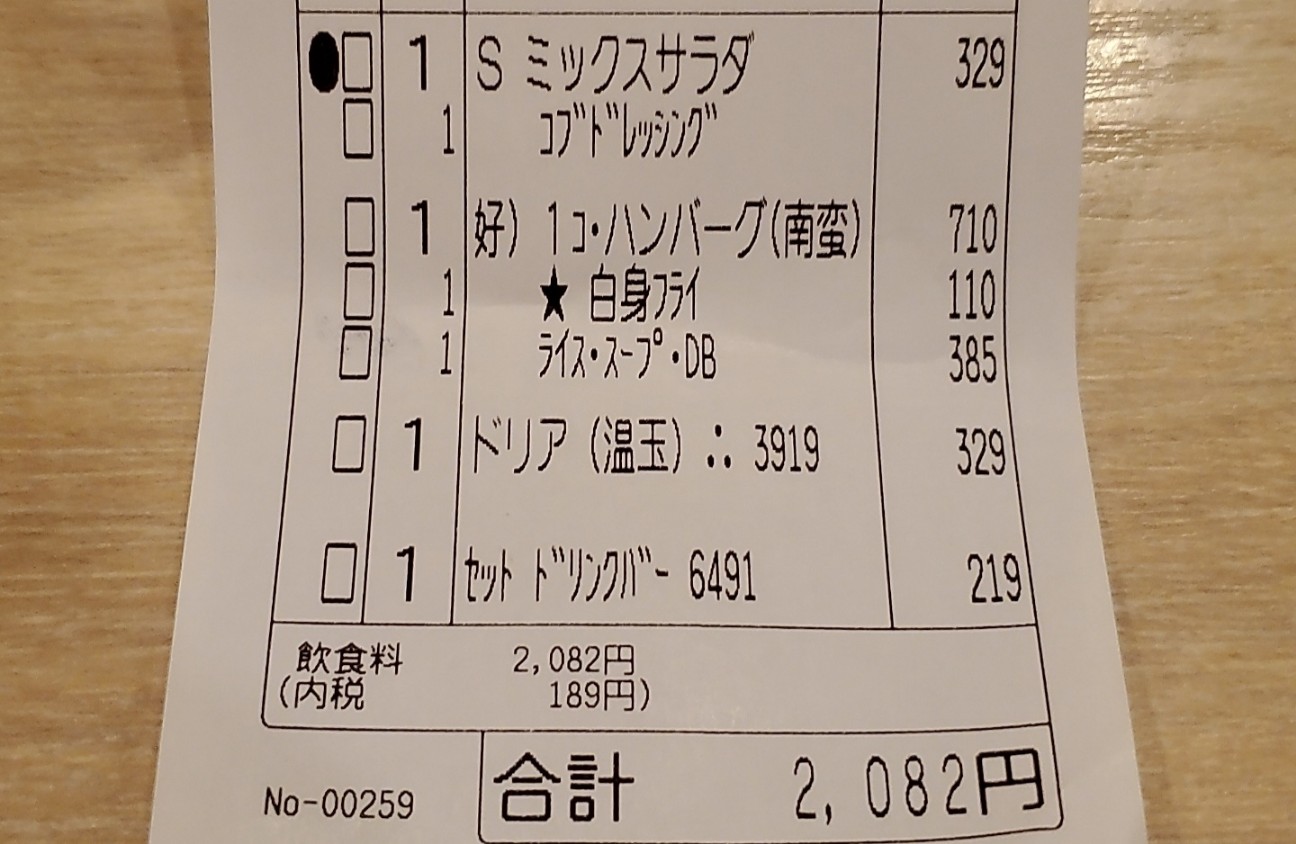 ●□ 1 S ミックスサラダ 329
□ 1 コブドレッシング
□ 1 好) 1コ・ハンバーグ(南蛮) 710
□ 1 ★ 白身フライ 110
□ 1 ライス・スープ・DB 385
□ 1 ドリア (温玉) ∴ 3919 329
□ 1 セット ドリンクバー 6491 219
飲食料 2,082円
(内税 189円)
No-00259 合計 2,082円